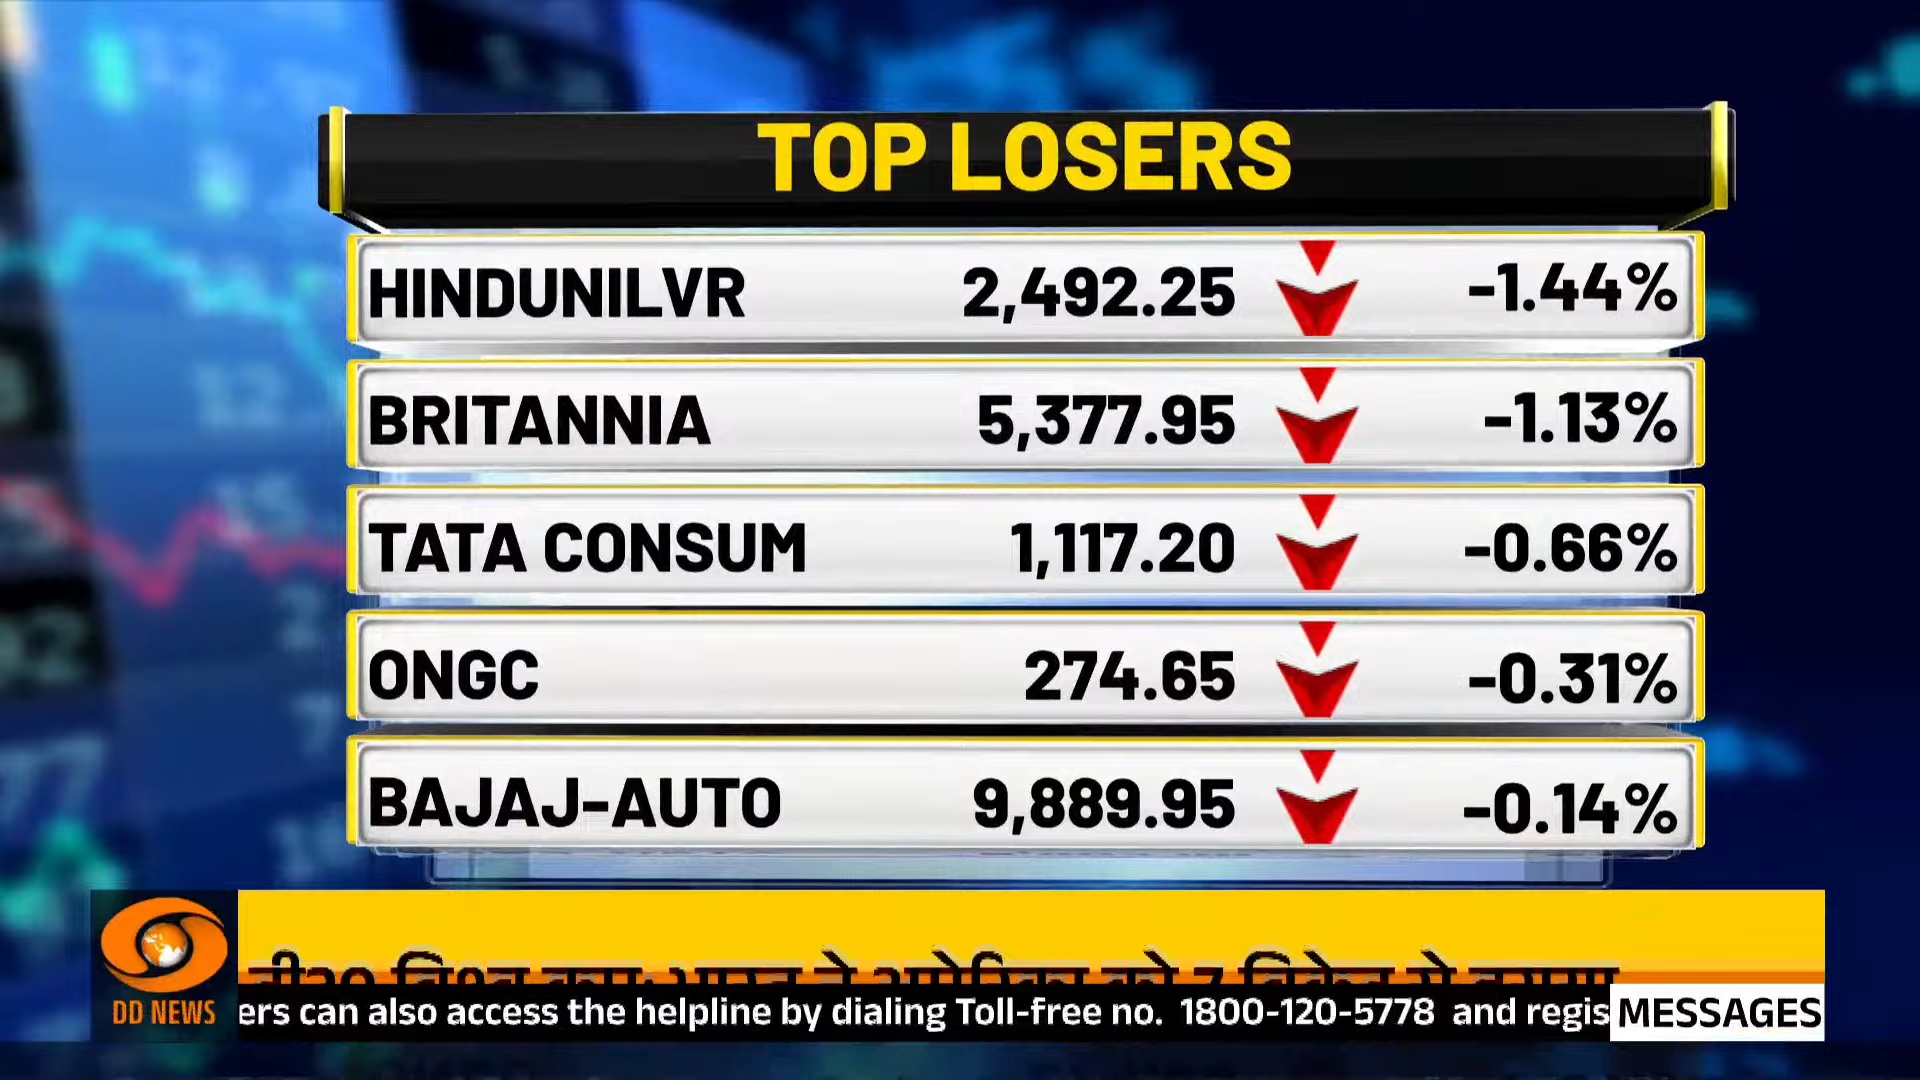 TOP LOSERS
HINDUNILVR 2,492.25 -1.44%
BRITANNIA 5,377.95 -1.13%
TATA CONSUM 1,117.20 -0.66%
ONGC 274.65 -0.31%
BAJAJ-AUTO 9,889.95 -0.14%
DD NEWS
ers can also access the helpline by dialing Toll-free no. 1800-120-5778 and regis
MESSAGES